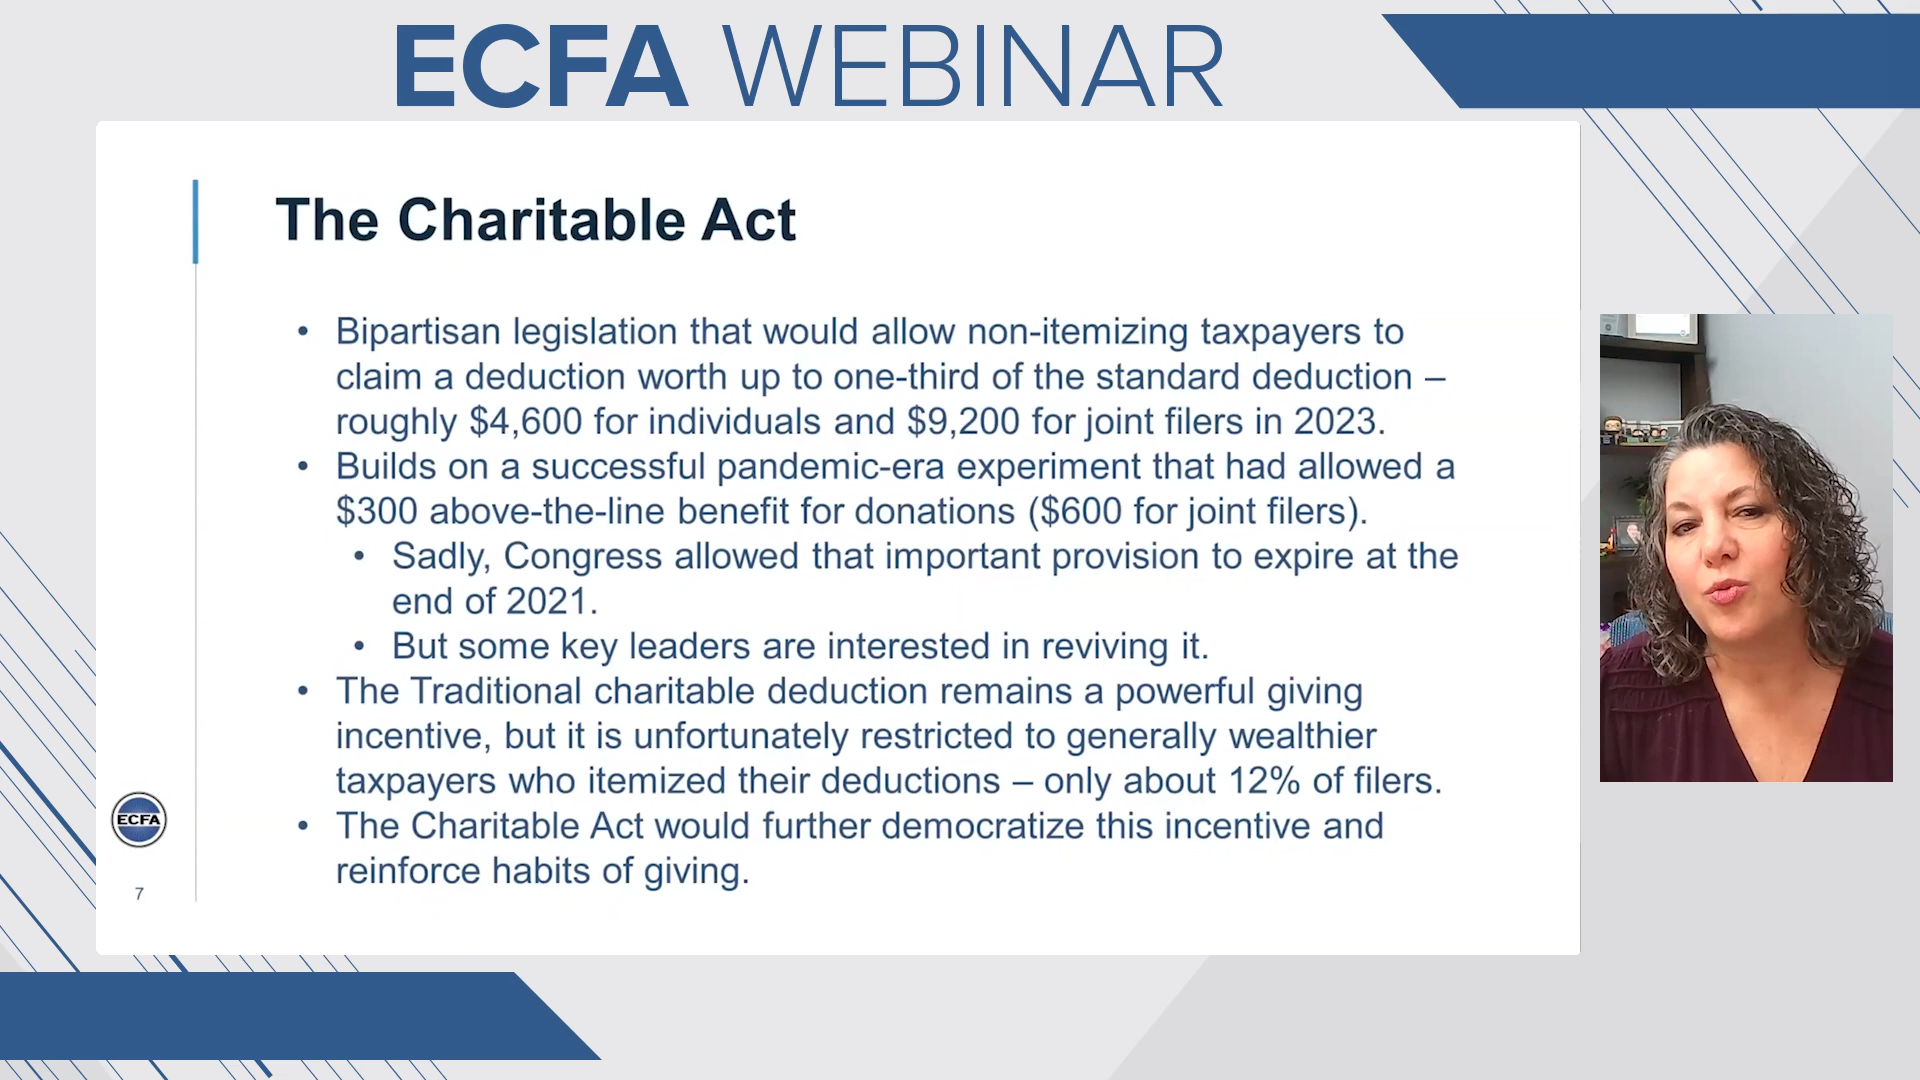 ECFA WEBINAR
The Charitable Act
• Bipartisan legislation that would allow non-itemizing taxpayers to
claim a deduction worth up to one-third of the standard deduction –
roughly $4,600 for individuals and $9,200 for joint filers in 2023.
• Builds on a successful pandemic-era experiment that had allowed a
$300 above-the-line benefit for donations ($600 for joint filers).
• Sadly, Congress allowed that important provision to expire at the
end of 2021.
• But some key leaders are interested in reviving it.
• The Traditional charitable deduction remains a powerful giving
incentive, but it is unfortunately restricted to generally wealthier
taxpayers who itemized their deductions – only about 12% of filers.
• The Charitable Act would further democratize this incentive and
reinforce habits of giving.
ECFA
7